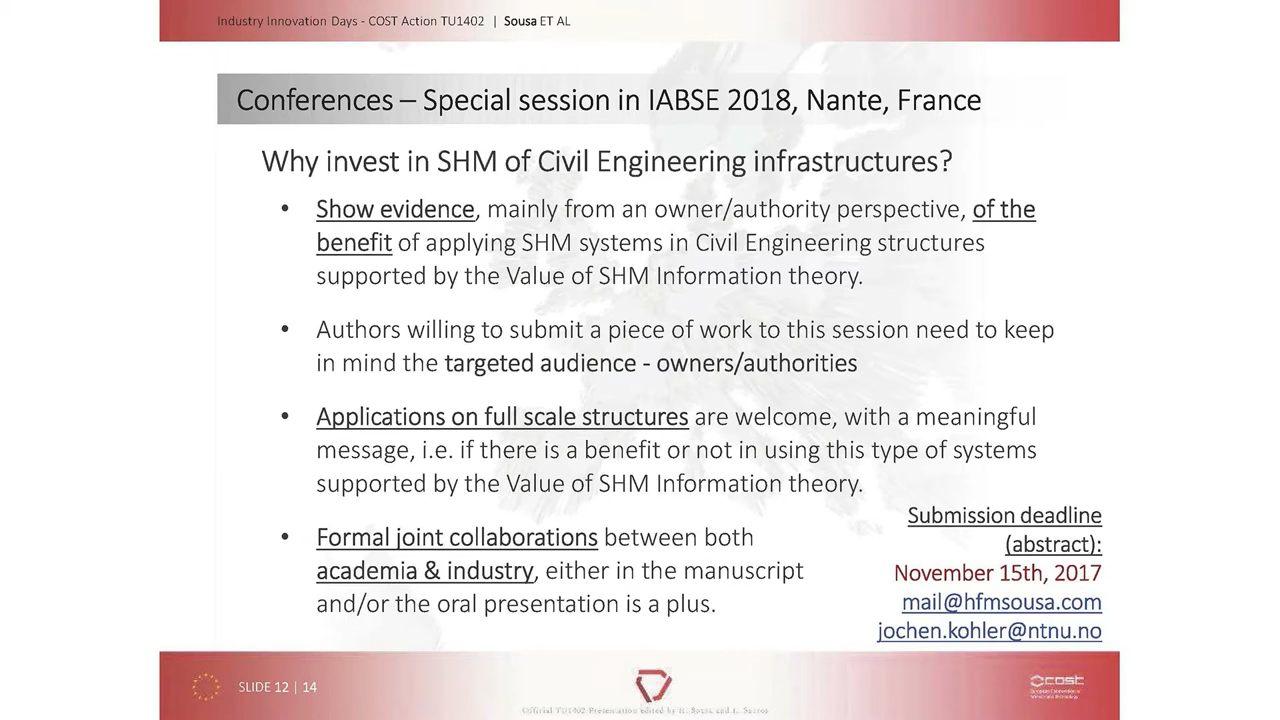 Industry Innovation Days - COST Action TU1402 | Sousa ET AL
Conferences – Special session in IABSE 2018, Nante, France
Why invest in SHM of Civil Engineering infrastructures?
• Show evidence, mainly from an owner/authority perspective, of the
benefit of applying SHM systems in Civil Engineering structures
supported by the Value of SHM Information theory.
• Authors willing to submit a piece of work to this session need to keep
in mind the targeted audience - owners/authorities
• Applications on full scale structures are welcome, with a meaningful
message, i.e. if there is a benefit or not in using this type of systems
supported by the Value of SHM Information theory.
• Formal joint collaborations between both
academia & industry, either in the manuscript
and/or the oral presentation is a plus.
Submission deadline
(abstract):
November 15th, 2017
mail@hfmsousa.com
jochen.kohler@ntnu.no
SLIDE 12 | 14
cost
Official TU1402 Presentation edited by